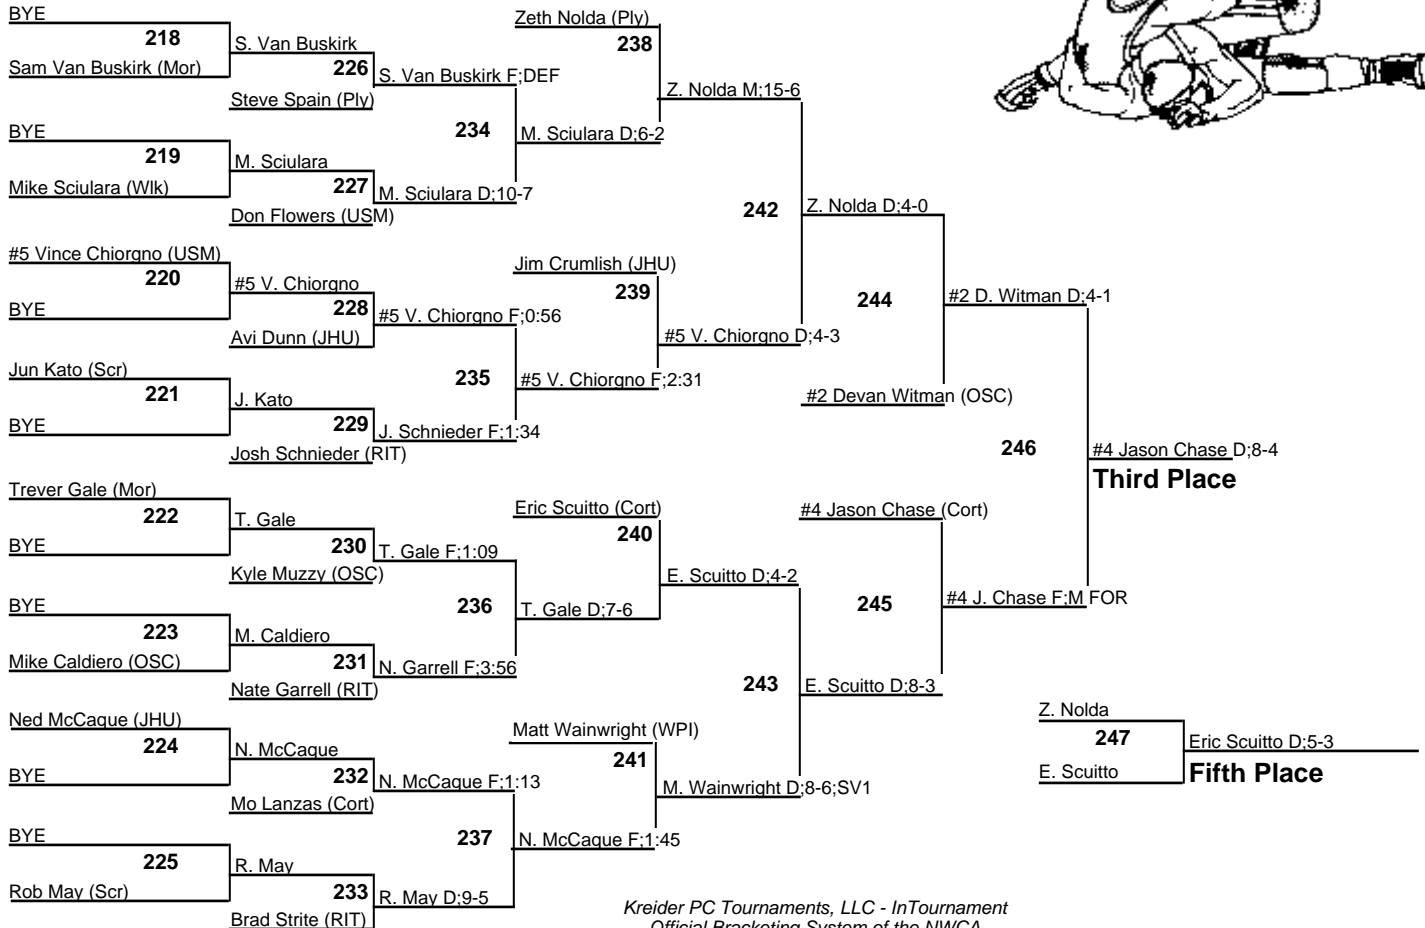 BYE
218
Sam Van Buskirk (Mor)
S. Van Buskirk
226
Steve Spain (Ply)
S. Van Buskirk F;DEF
BYE
219
Mike Sciulara (Wlk)
M. Sciulara
227
Don Flowers (USM)
M. Sciulara D;10-7
234
M. Sciulara D;6-2
Zeth Nolda (Ply)
238
Z. Nolda M;15-6
#5 Vince Chiorgno (USM)
220
BYE
#5 V. Chiorgno
228
Avi Dunn (JHU)
#5 V. Chiorgno F;0:56
Jun Kato (Scr)
221
BYE
J. Kato
229
Josh Schnieder (RIT)
J. Schnieder F;1:34
235
#5 V. Chiorgno F;2:31
Jim Crumlish (JHU)
239
#5 V. Chiorgno D;4-3
242
Z. Nolda D;4-0
244
#2 Devan Witman (OSC)
#2 D. Witman D;4-1
Trever Gale (Mor)
222
BYE
T. Gale
230
Kyle Muzzy (OSC)
T. Gale F;1:09
BYE
223
Mike Caldiero (OSC)
M. Caldiero
231
Nate Garrell (RIT)
N. Garrell F;3:56
236
T. Gale D;7-6
Eric Scuitto (Cort)
240
E. Scuitto D;4-2
Ned McCaque (JHU)
224
BYE
N. McCaque
232
Mo Lanzas (Cort)
N. McCaque F;1:13
BYE
225
Rob May (Scr)
R. May
233
Brad Strite (RIT)
R. May D;9-5
237
N. McCaque F;1:45
Matt Wainwright (WPI)
241
M. Wainwright D;8-6;SV1
243
E. Scuitto D;8-3
#4 Jason Chase (Cort)
245
#4 J. Chase F;M FOR
246
#4 Jason Chase D;8-4
Third Place
Z. Nolda
247
E. Scuitto
Eric Scuitto D;5-3
Fifth Place
Kreider PC Tournaments, LLC - InTournament
Official Bracketing System of the NWCA